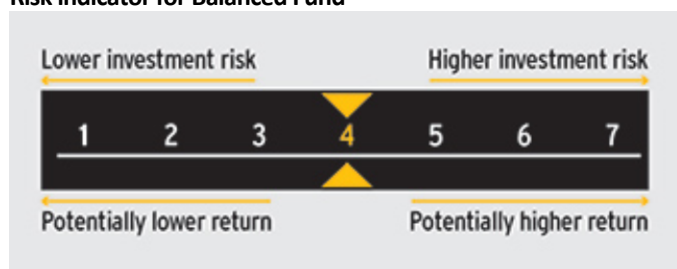 Risk indicator for Balanced Fund
Lower investment risk Higher investment risk
1 2 3 4 5 6 7
Potentially lower return Potentially higher return